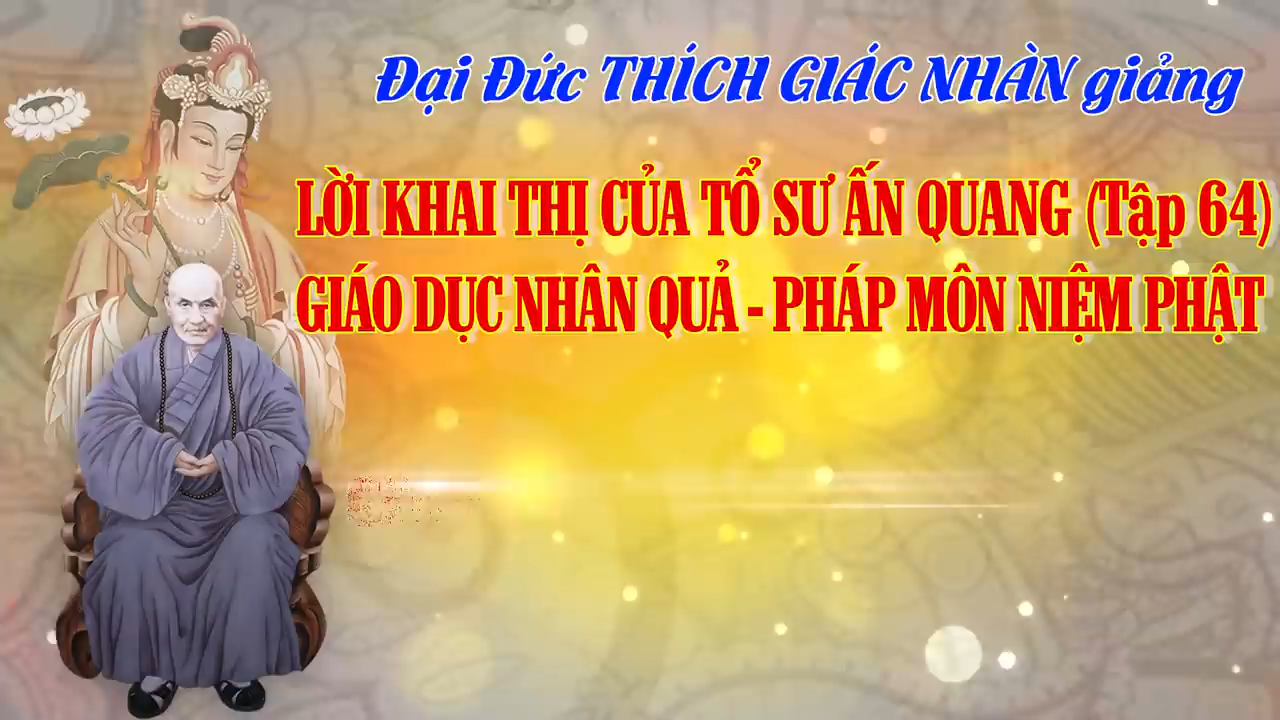 Đại Đức THÍCH GIÁC NHÀN giảng
LỜI KHAI THỊ CỦA TỔ SƯ ẤN QUANG (Tập 64)
GIÁO DỤC NHÂN QUẢ - PHÁP MÔN NIỆM PHẬT